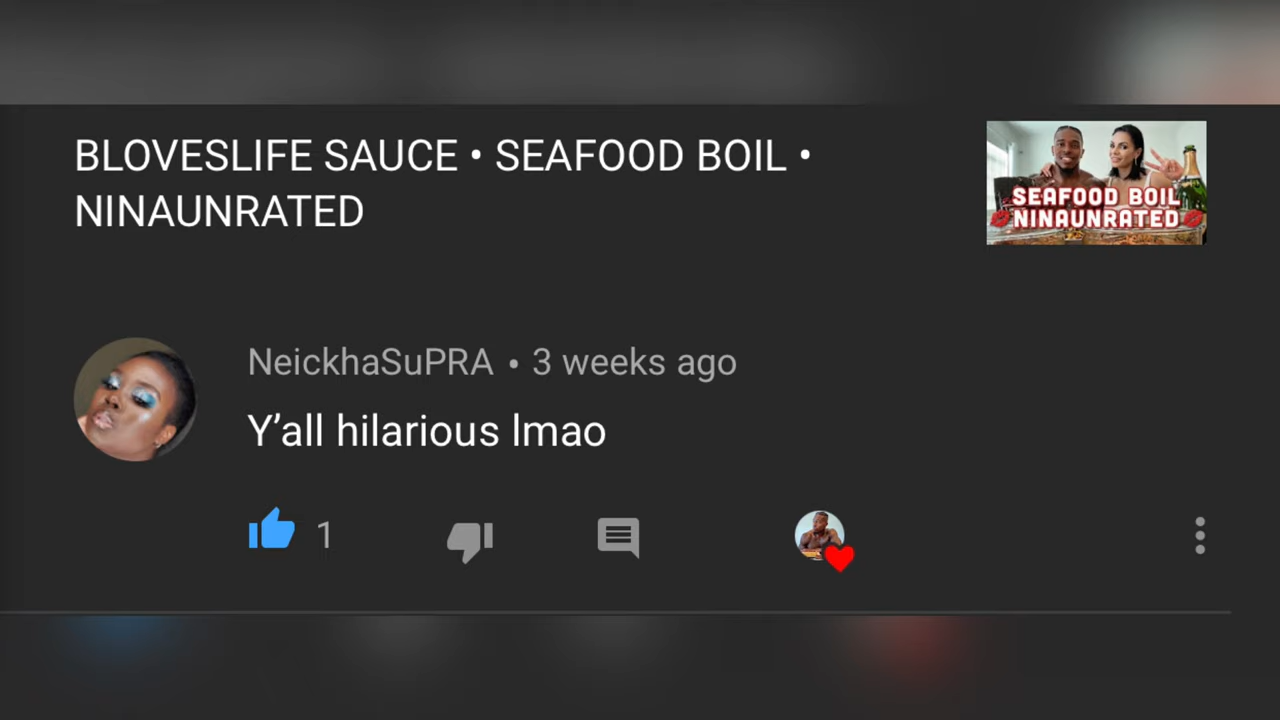 BLOVESLIFE SAUCE • SEAFOOD BOIL •
NINAUNRATED
SEAFOOD BOIL
NINAUNRATED
NeickhaSuPRA • 3 weeks ago
Y’all hilarious lmao
1